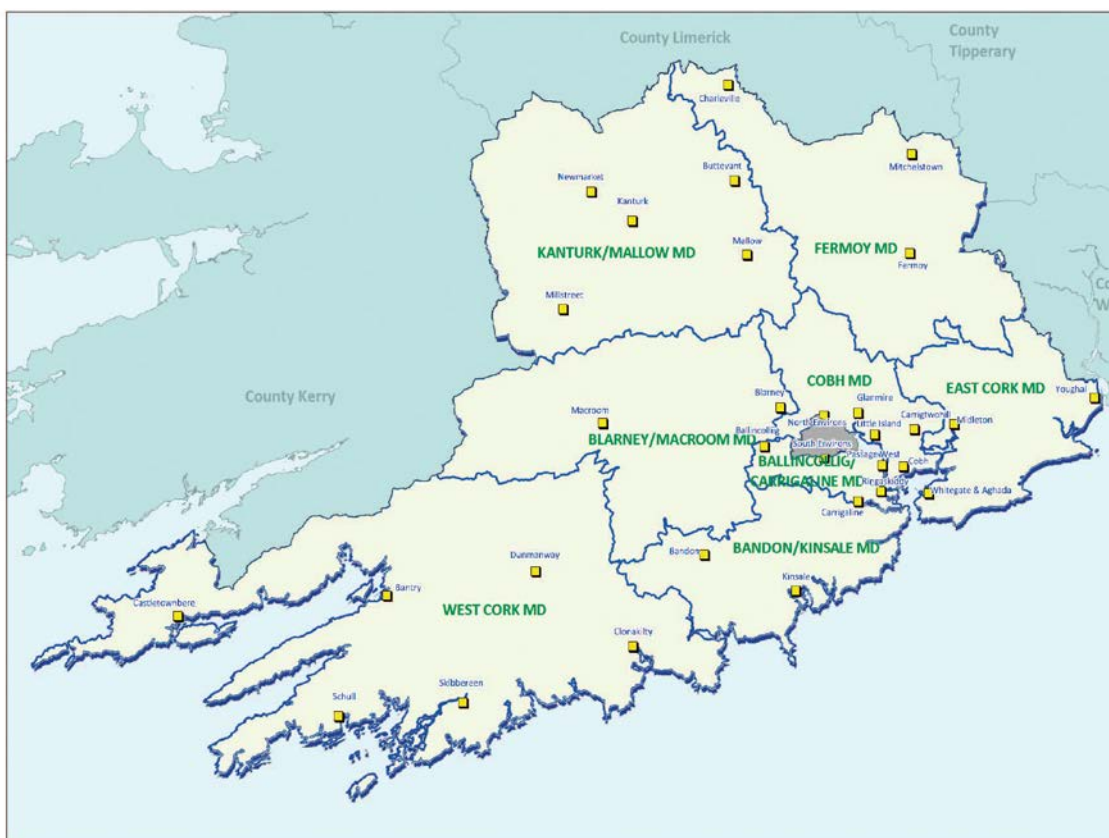 County Limerick
County
Tipperary
Charleville
Mitchelstown
Buttevant
Newmarket
Kanturk
Mallow
KANTURK/MALLOW MD
FERMOY MD
Fermoy
Millstreet
Co
W
COBH MD
EAST CORK MD
Youghal
County Kerry
Blarney
Glanmire
Macroom
North Environs
Little Island
Carrigtwohill
Midleton
BLARNEY/MACROOM MD
Ballincollig
South Environs
Passage West
Cobh
BALLINCOLLIG/
CARRIGALINE MD
Ringaskiddy
Whitegate & Aghada
Carrigaline
Bandon
BANDON/KINSALE MD
Dunmanway
Kinsale
Bantry
Castletownbere
WEST CORK MD
Clonakilty
Skibbereen
Schull